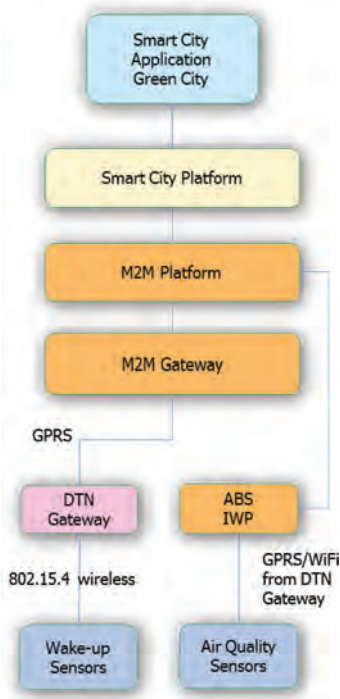 Smart City
Application
Green City
Smart City Platform
M2M Platform
M2M Gateway
GPRS
DTN
Gateway
ABS
IWP
802.15.4 wireless
GPRS/WiFi
from DTN
Gateway
Wake-up
Sensors
Air Quality
Sensors